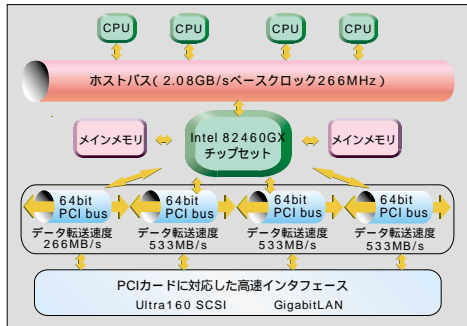 CPU CPU CPU CPU
ホストバス(2.08GB/sベースクロック266MHz)
メインメモリ
Intel 82460GX
チップセット
メインメモリ
64bit
PCI bus
データ転送速度
266MB/s
64bit
PCI bus
データ転送速度
533MB/s
64bit
PCI bus
データ転送速度
533MB/s
64bit
PCI bus
データ転送速度
533MB/s
PCIカードに対応した高速インタフェース
Ultra160 SCSI GigabitLAN